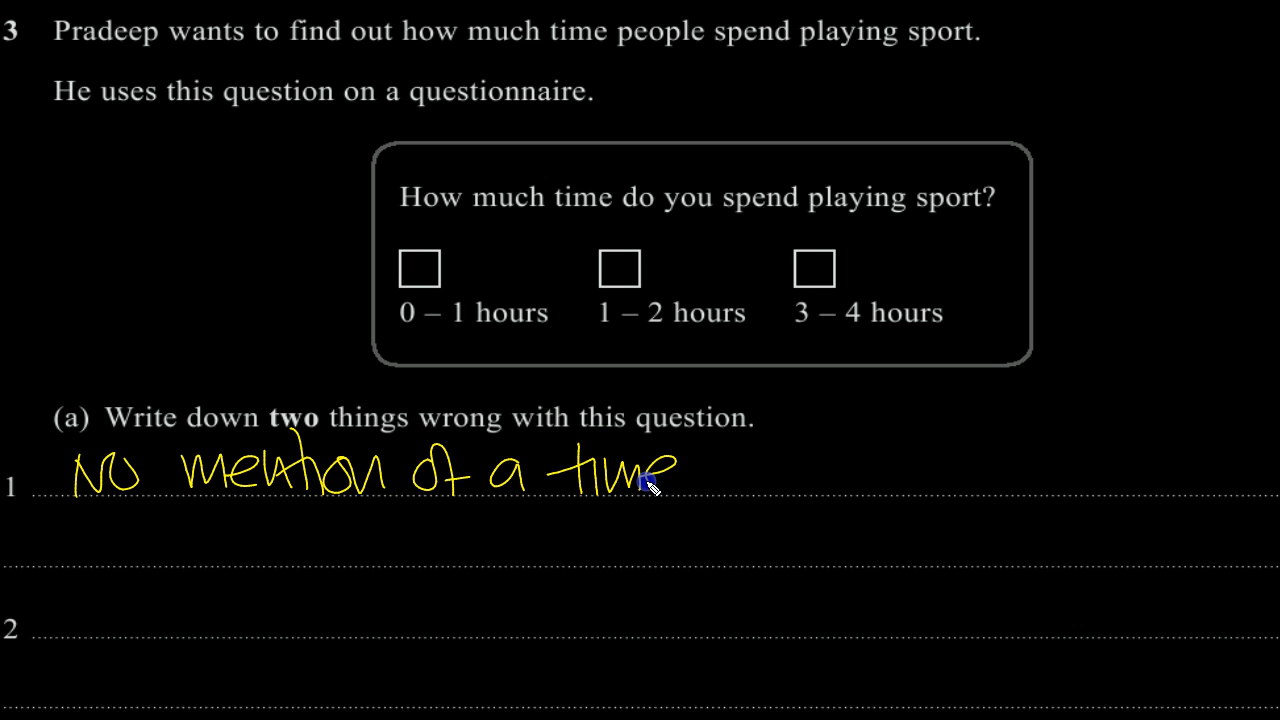 3 Pradeep wants to find out how much time people spend playing sport.
He uses this question on a questionnaire.
How much time do you spend playing sport?
0 – 1 hours 1 – 2 hours 3 – 4 hours
(a) Write down two things wrong with this question.
1 No mention of a time
2